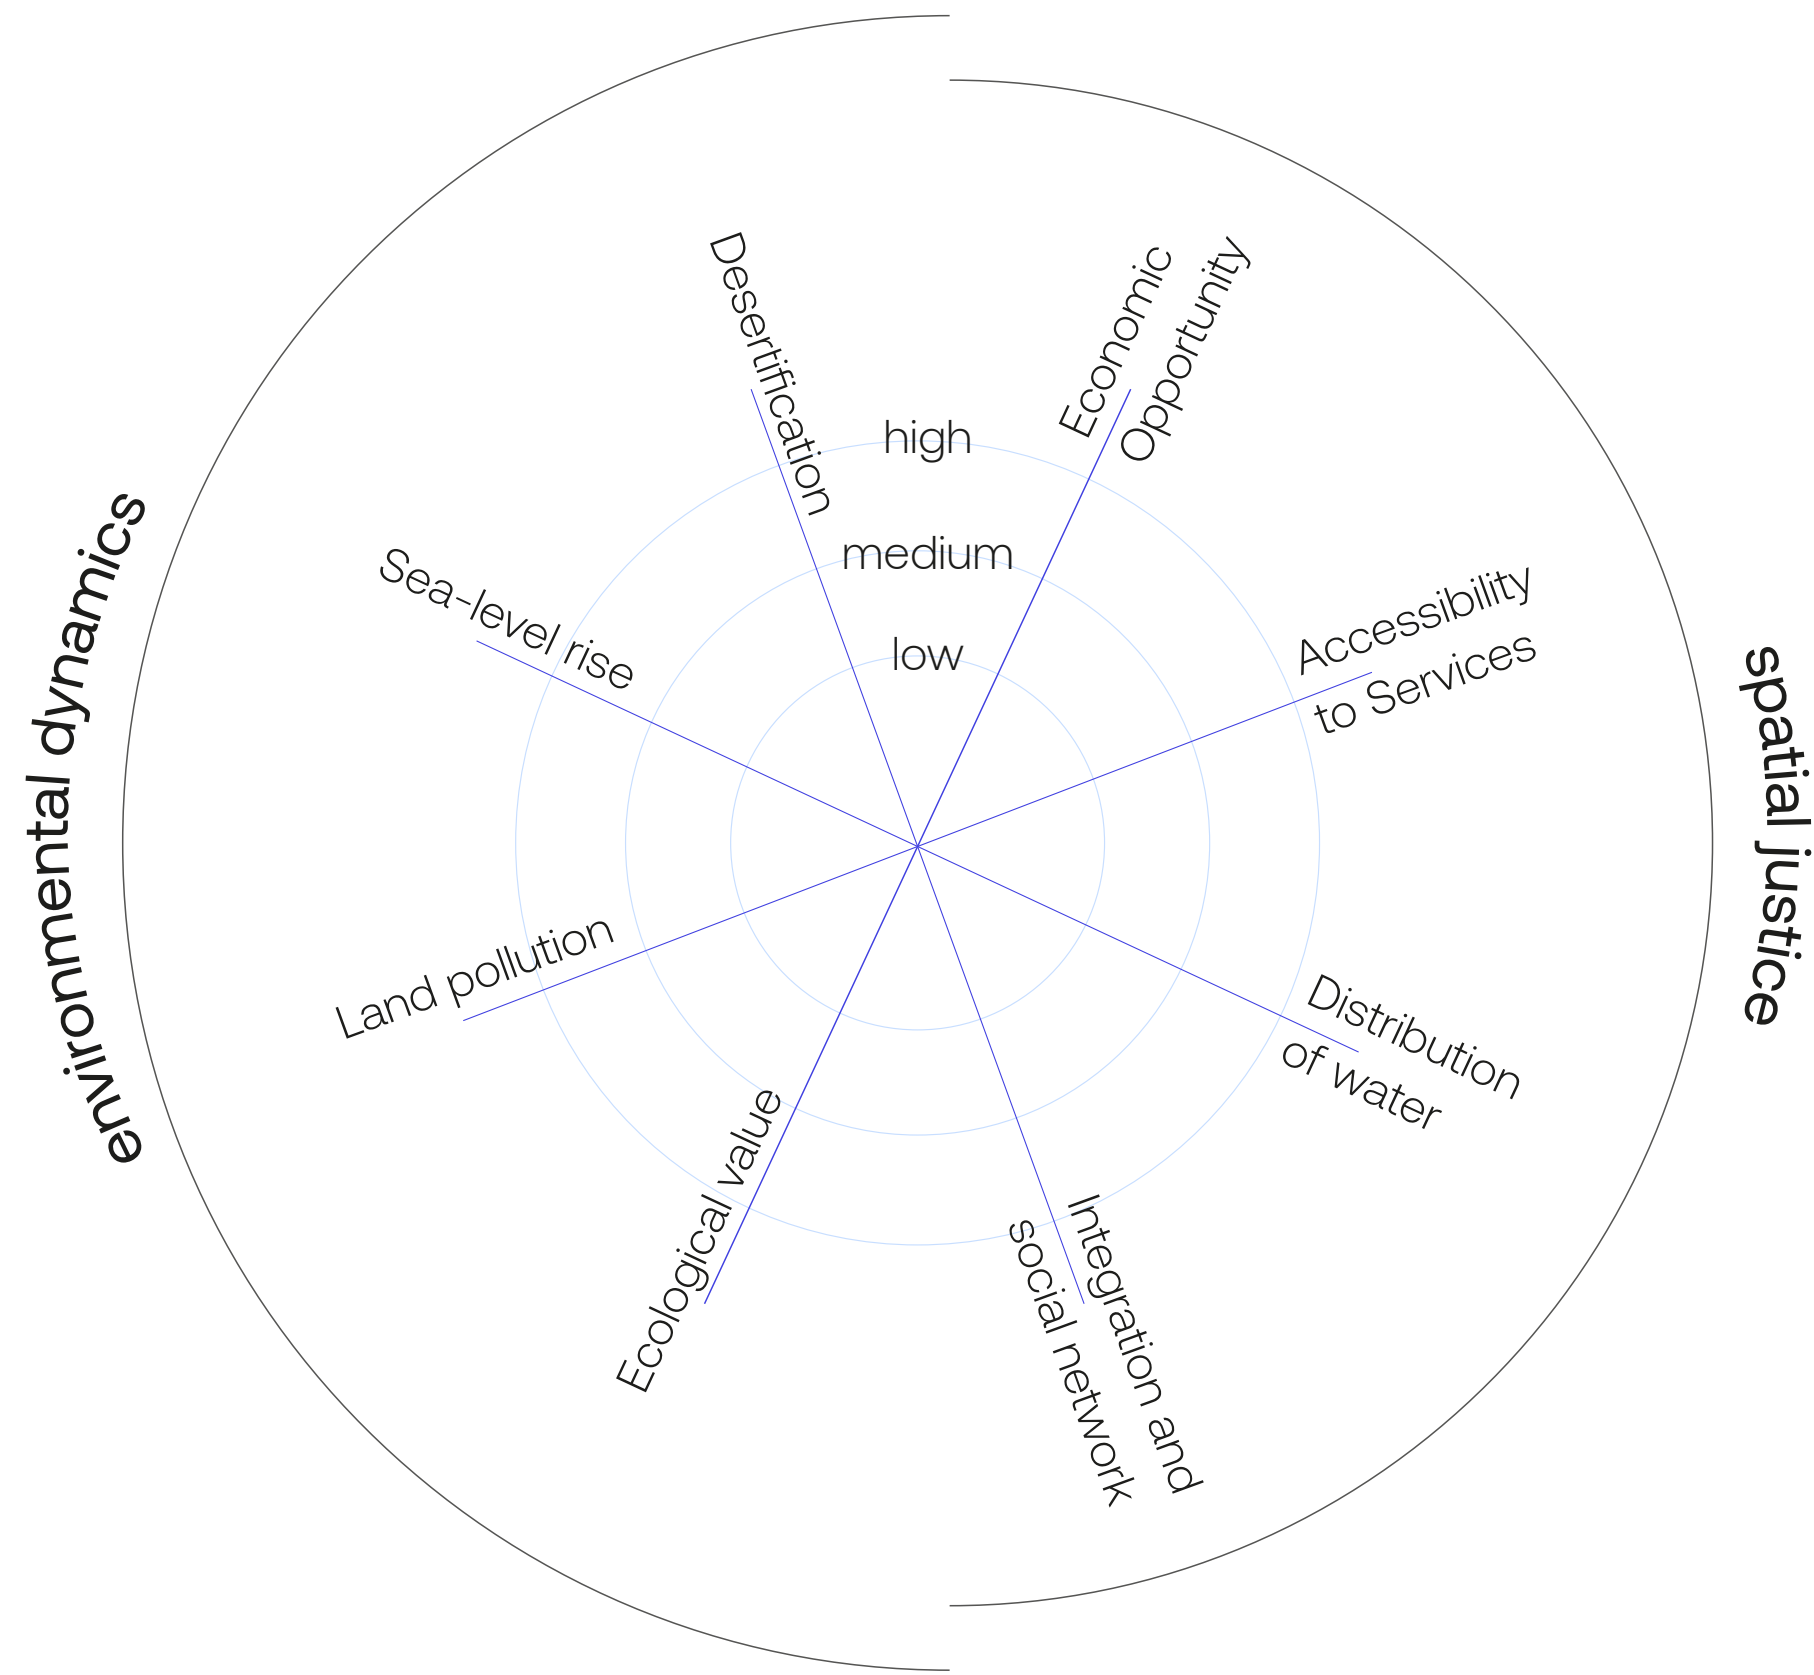 Desertification
Economic
Opportunity
high
medium
low
Sea-level rise
Accessibility
to Services
environmental dynamics
spatial justice
Land pollution
Distribution
of water
Ecological value
Integration and
social network